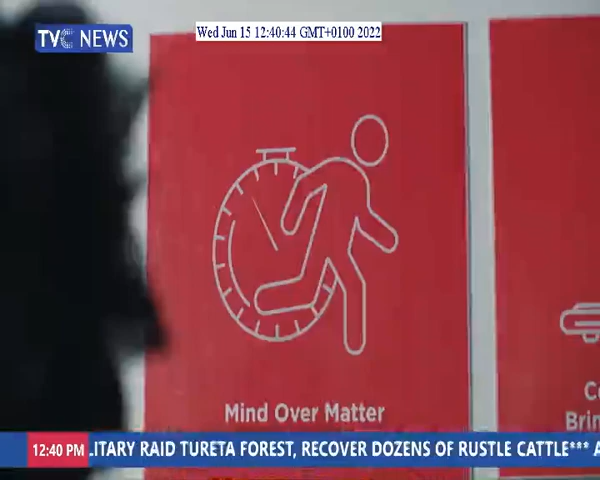 TVC NEWS
Wed Jun 15 12:40:44 GMT+0100 2022
Mind Over Matter
12:40 PM
LITARY RAID TURETA FOREST, RECOVER DOZENS OF RUSTLE CATTLE*** A